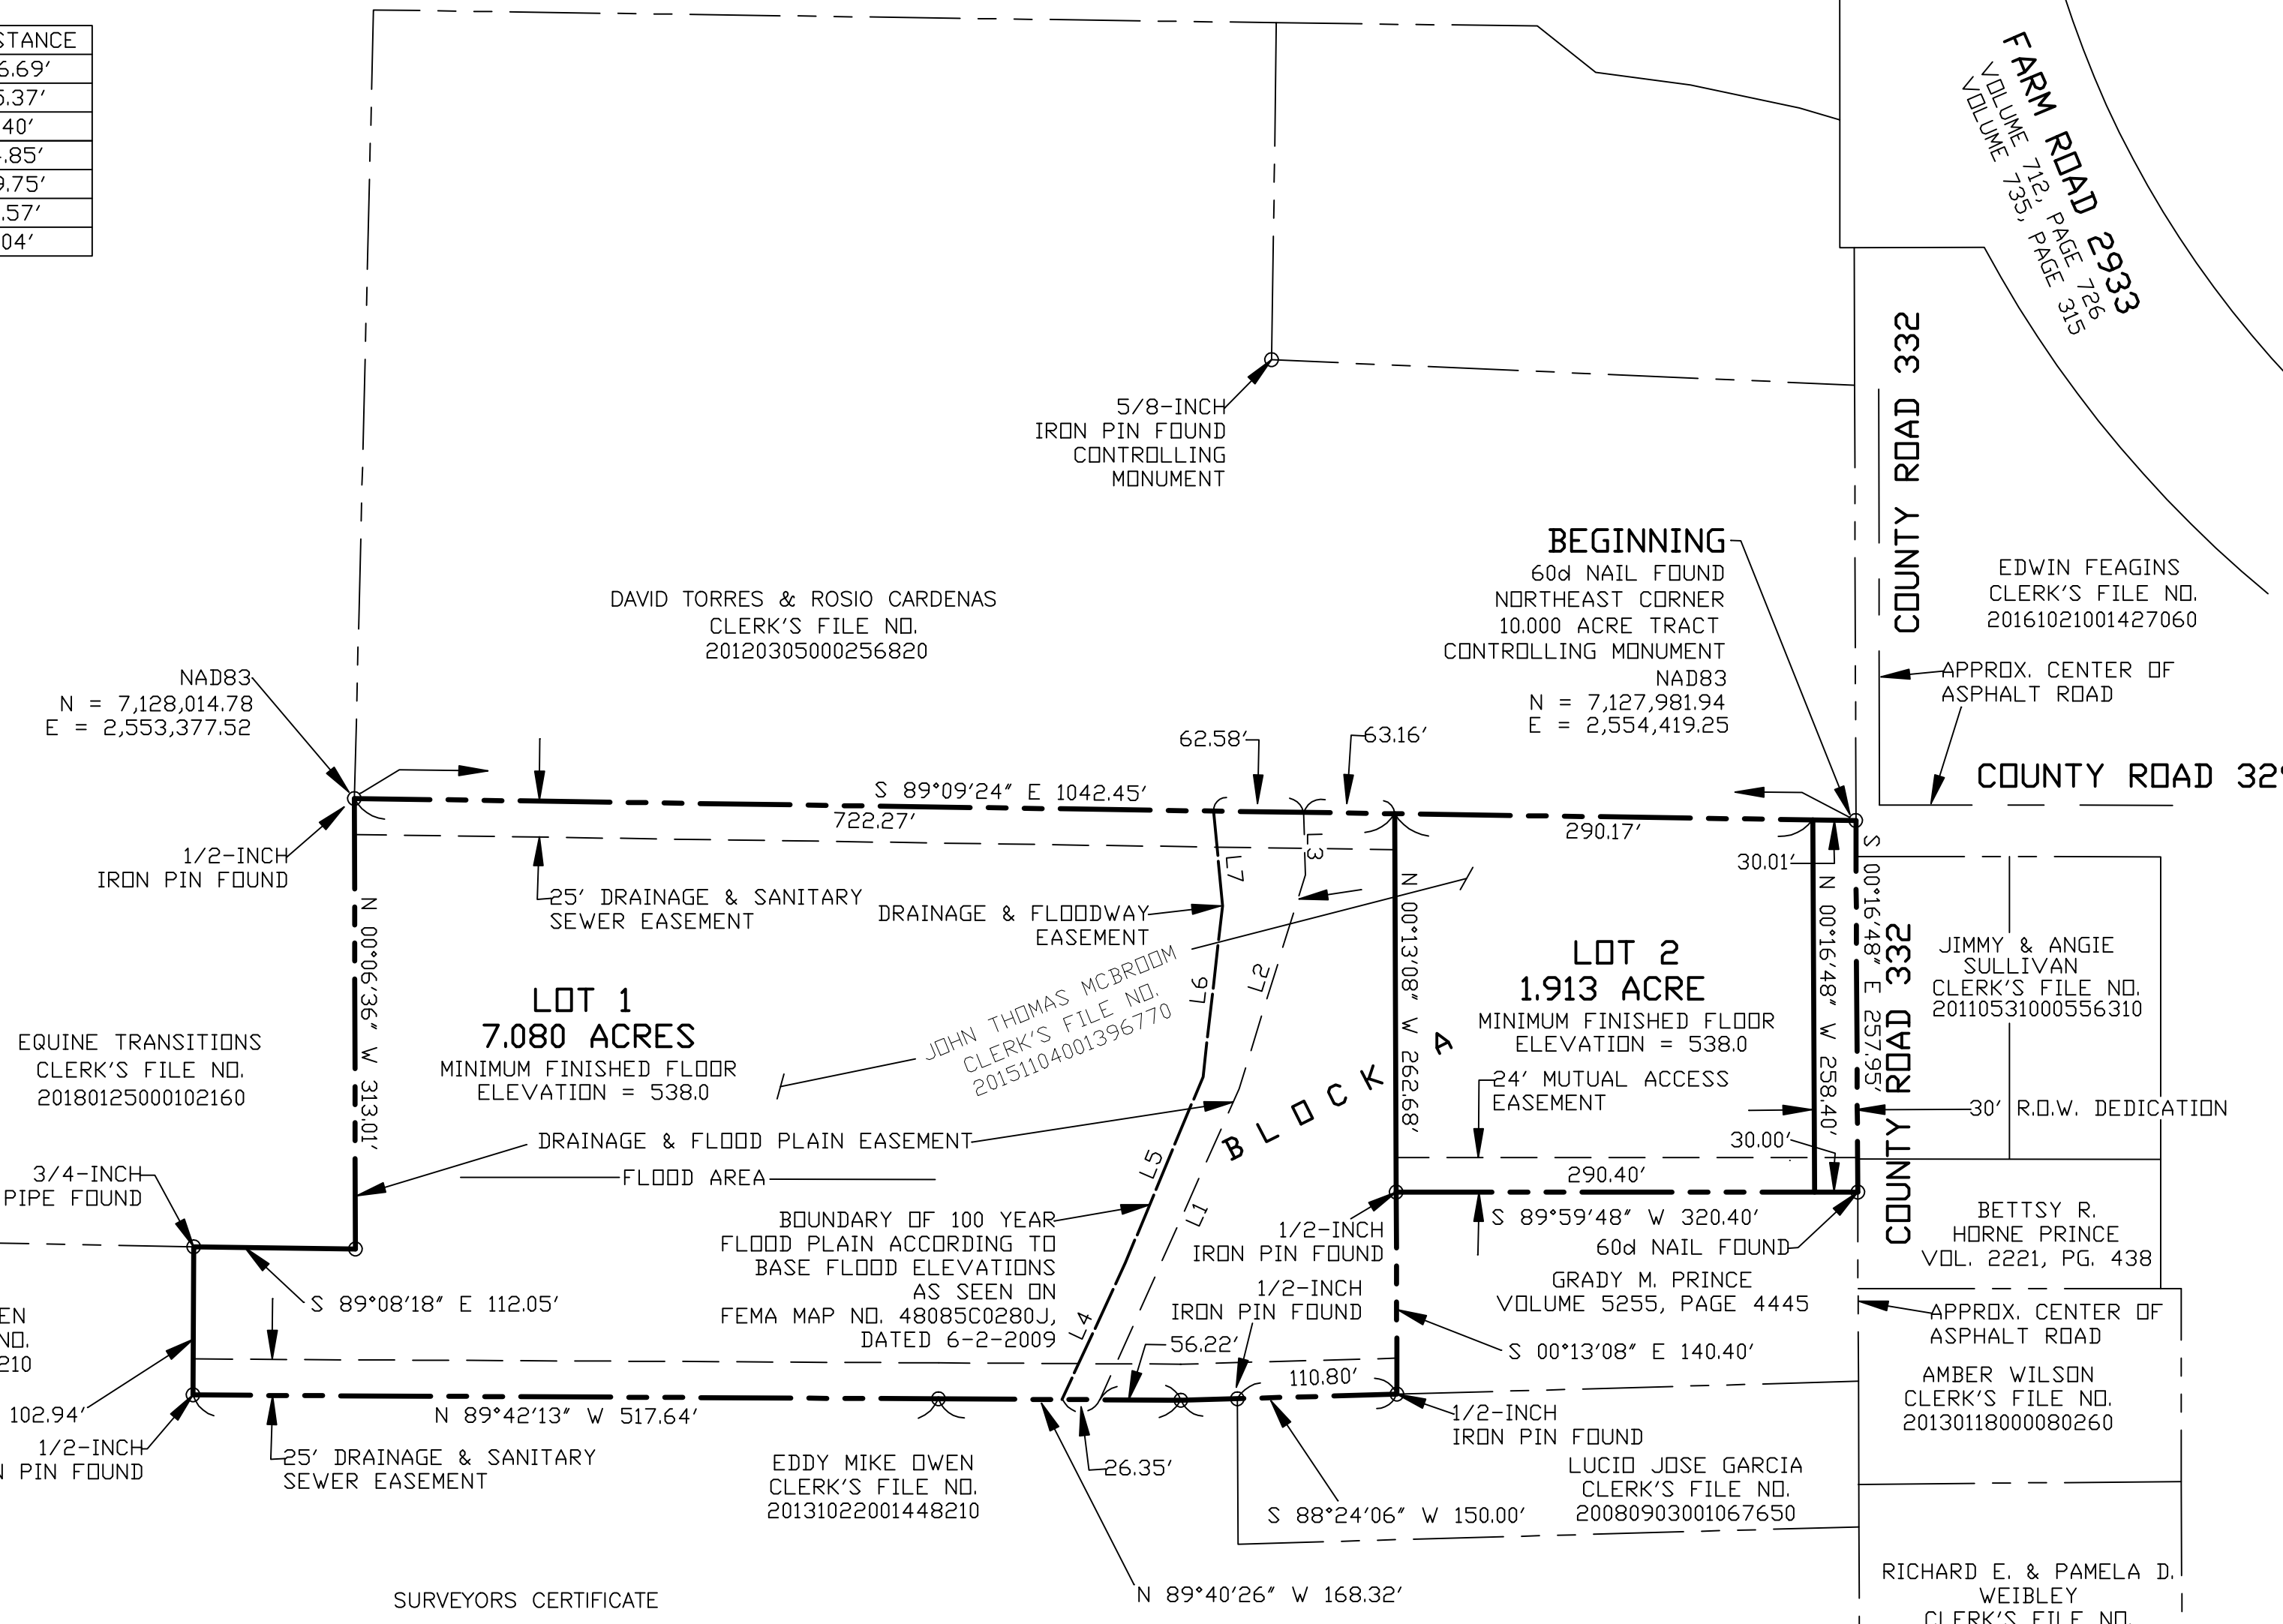 STANCE
6.69'
5.37'
40'
.85'
9.75'
.57'
04'
FARM ROAD 2933
VOLUME 712, PAGE 726
VOLUME 735, PAGE 315
COUNTY ROAD 332
5/8-INCH
IRON PIN FOUND
CONTROLLING
MONUMENT
BEGINNING
60d NAIL FOUND
NORTHEAST CORNER
10.000 ACRE TRACT
CONTROLLING MONUMENT
NAD83
N = 7,127,981.94
E = 2,554,419.25
EDWIN FEAGINS
CLERK'S FILE NO.
20161021001427060
DAVID TORRES & ROSIO CARDENAS
CLERK'S FILE NO.
20120305000256820
NAD83
N = 7,128,014.78
E = 2,553,377.52
APPROX. CENTER OF
ASPHALT ROAD
COUNTY ROAD 329
62.58'
63.16'
S 89°09'24" E 1042.45'
722.27'
290.17'
30.01'
1/2-INCH
IRON PIN FOUND
25' DRAINAGE & SANITARY
SEWER EASEMENT
DRAINAGE & FLOODWAY
EASEMENT
L7
L3
L6
L2
N 00°06'36" W 313.01'
N 00°13'08" W 262.68'
N 00°16'48" W 258.40'
S 00°16'48" E 257.95'
COUNTY ROAD 332
LOT 1
7.080 ACRES
MINIMUM FINISHED FLOOR
ELEVATION = 538.0
JOHN THOMAS MCBROOM
CLERK'S FILE NO.
20151104001396770
LOT 2
1.913 ACRE
MINIMUM FINISHED FLOOR
ELEVATION = 538.0
24' MUTUAL ACCESS
EASEMENT
JIMMY & ANGIE
SULLIVAN
CLERK'S FILE NO.
20110531000556310
EQUINE TRANSITIONS
CLERK'S FILE NO.
20180125000102160
BLOCK A
30' R.O.W. DEDICATION
30.00'
DRAINAGE & FLOOD PLAIN EASEMENT
FLOOD AREA
L5
L1
L4
3/4-INCH
PIPE FOUND
290.40'
S 89°59'48" W 320.40'
60d NAIL FOUND
BETTSY R.
HORNE PRINCE
VOL. 2221, PG. 438
BOUNDARY OF 100 YEAR
FLOOD PLAIN ACCORDING TO
BASE FLOOD ELEVATIONS
AS SEEN ON
FEMA MAP NO. 48085C0280J,
DATED 6-2-2009
1/2-INCH
IRON PIN FOUND
1/2-INCH
IRON PIN FOUND
GRADY M. PRINCE
VOLUME 5255, PAGE 4445
S 89°08'18" E 112.05'
EN
NO.
210
APPROX. CENTER OF
ASPHALT ROAD
56.22'
S 00°13'08" E 140.40'
110.80'
AMBER WILSON
CLERK'S FILE NO.
20130118000080260
102.94'
N 89°42'13" W 517.64'
1/2-INCH
N PIN FOUND
1/2-INCH
IRON PIN FOUND
25' DRAINAGE & SANITARY
SEWER EASEMENT
EDDY MIKE OWEN
CLERK'S FILE NO.
20131022001448210
26.35'
LUCIO JOSE GARCIA
CLERK'S FILE NO.
20080903001067650
S 88°24'06" W 150.00'
N 89°40'26" W 168.32'
SURVEYORS CERTIFICATE
RICHARD E. & PAMELA D.
WEIBLEY
CLERK'S FILE NO.